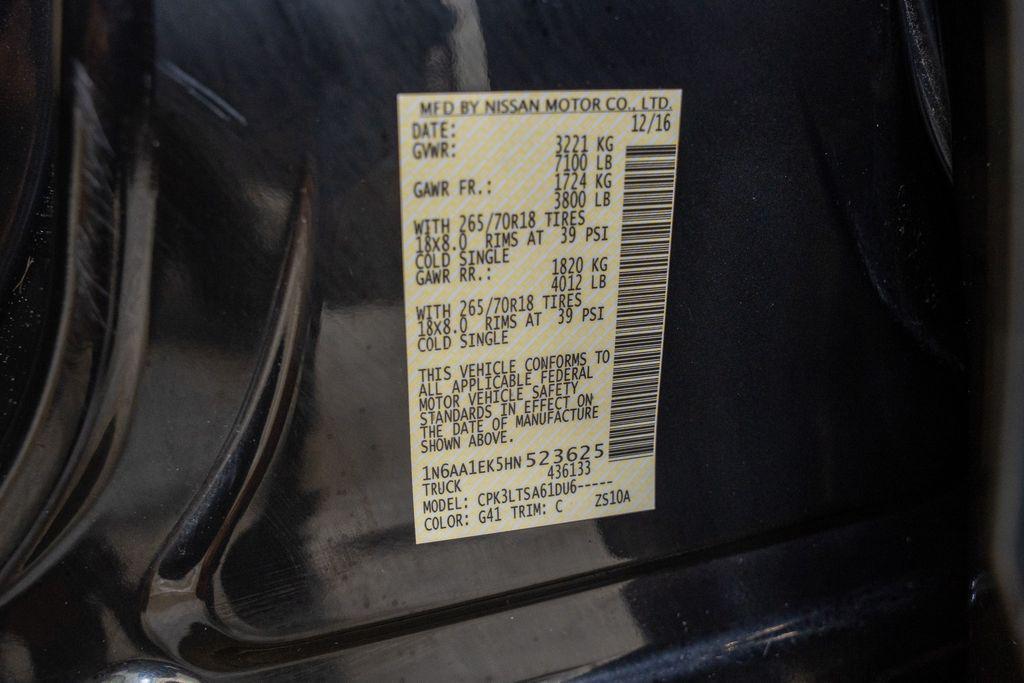 MFD BY NISSAN MOTOR CO., LTD.
DATE: 12/16
GVWR: 3221 KG
7100 LB
GAWR FR.: 1724 KG
3800 LB
WITH 265/70R18 TIRES
18X8.0 RIMS AT 39 PSI
COLD SINGLE
GAWR RR.: 1820 KG
4012 LB
WITH 265/70R18 TIRES
18X8.0 RIMS AT 39 PSI
COLD SINGLE
THIS VEHICLE CONFORMS TO
ALL APPLICABLE FEDERAL
MOTOR VEHICLE SAFETY
STANDARDS IN EFFECT ON
THE DATE OF MANUFACTURE
SHOWN ABOVE.
1N6AA1EK5HN523625
TRUCK 436133
MODEL: CPK3LTSA61DU6-----
COLOR: G41 TRIM: C ZS10A